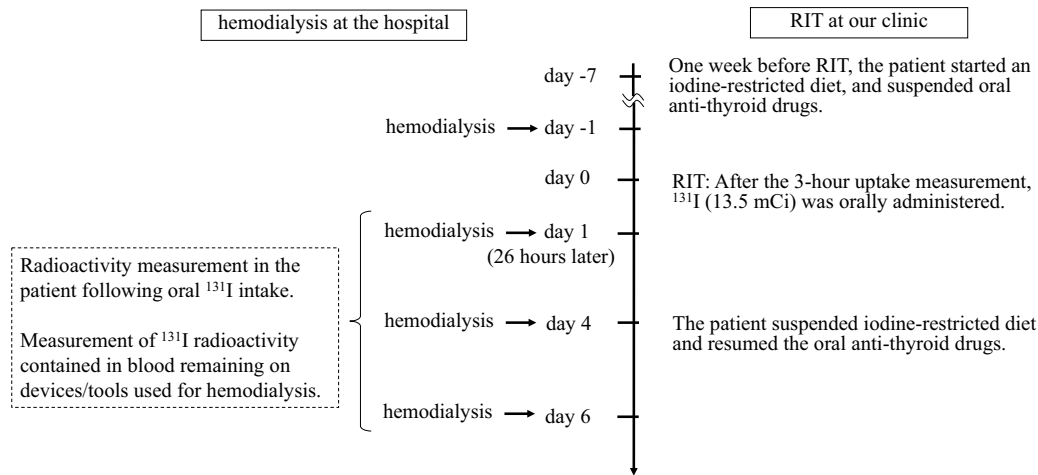 hemodialysis at the hospital
RIT at our clinic
day -7
One week before RIT, the patient started an
iodine-restricted diet, and suspended oral
anti-thyroid drugs.
hemodialysis
day -1
day 0
RIT: After the 3-hour uptake measurement,
¹³¹I (13.5 mCi) was orally administered.
hemodialysis
day 1
(26 hours later)
Radioactivity measurement in the
patient following oral ¹³¹I intake.
Measurement of ¹³¹I radioactivity
contained in blood remaining on
devices/tools used for hemodialysis.
hemodialysis
day 4
The patient suspended iodine-restricted diet
and resumed the oral anti-thyroid drugs.
hemodialysis
day 6